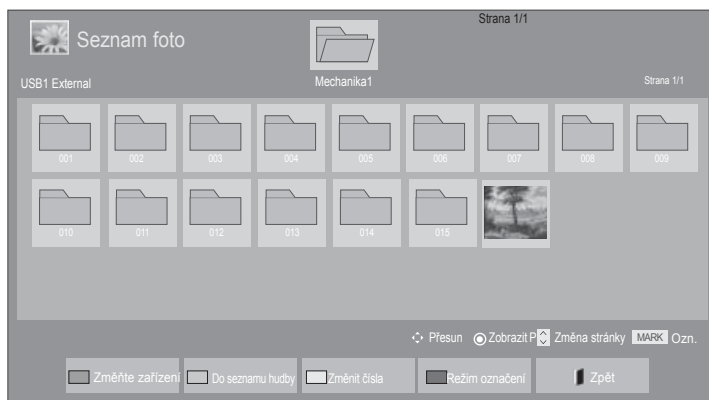 Strana 1/1
Seznam foto
USB1 External
Mechanika1
Strana 1/1
001 002 003 004 005 006 007 008 009
010 011 012 013 014 015
Přesun Zobrazit P Změna stránky MARK Ozn.
Změňte zařízení Do seznamu hudby Změnit čísla Režim označení Zpět